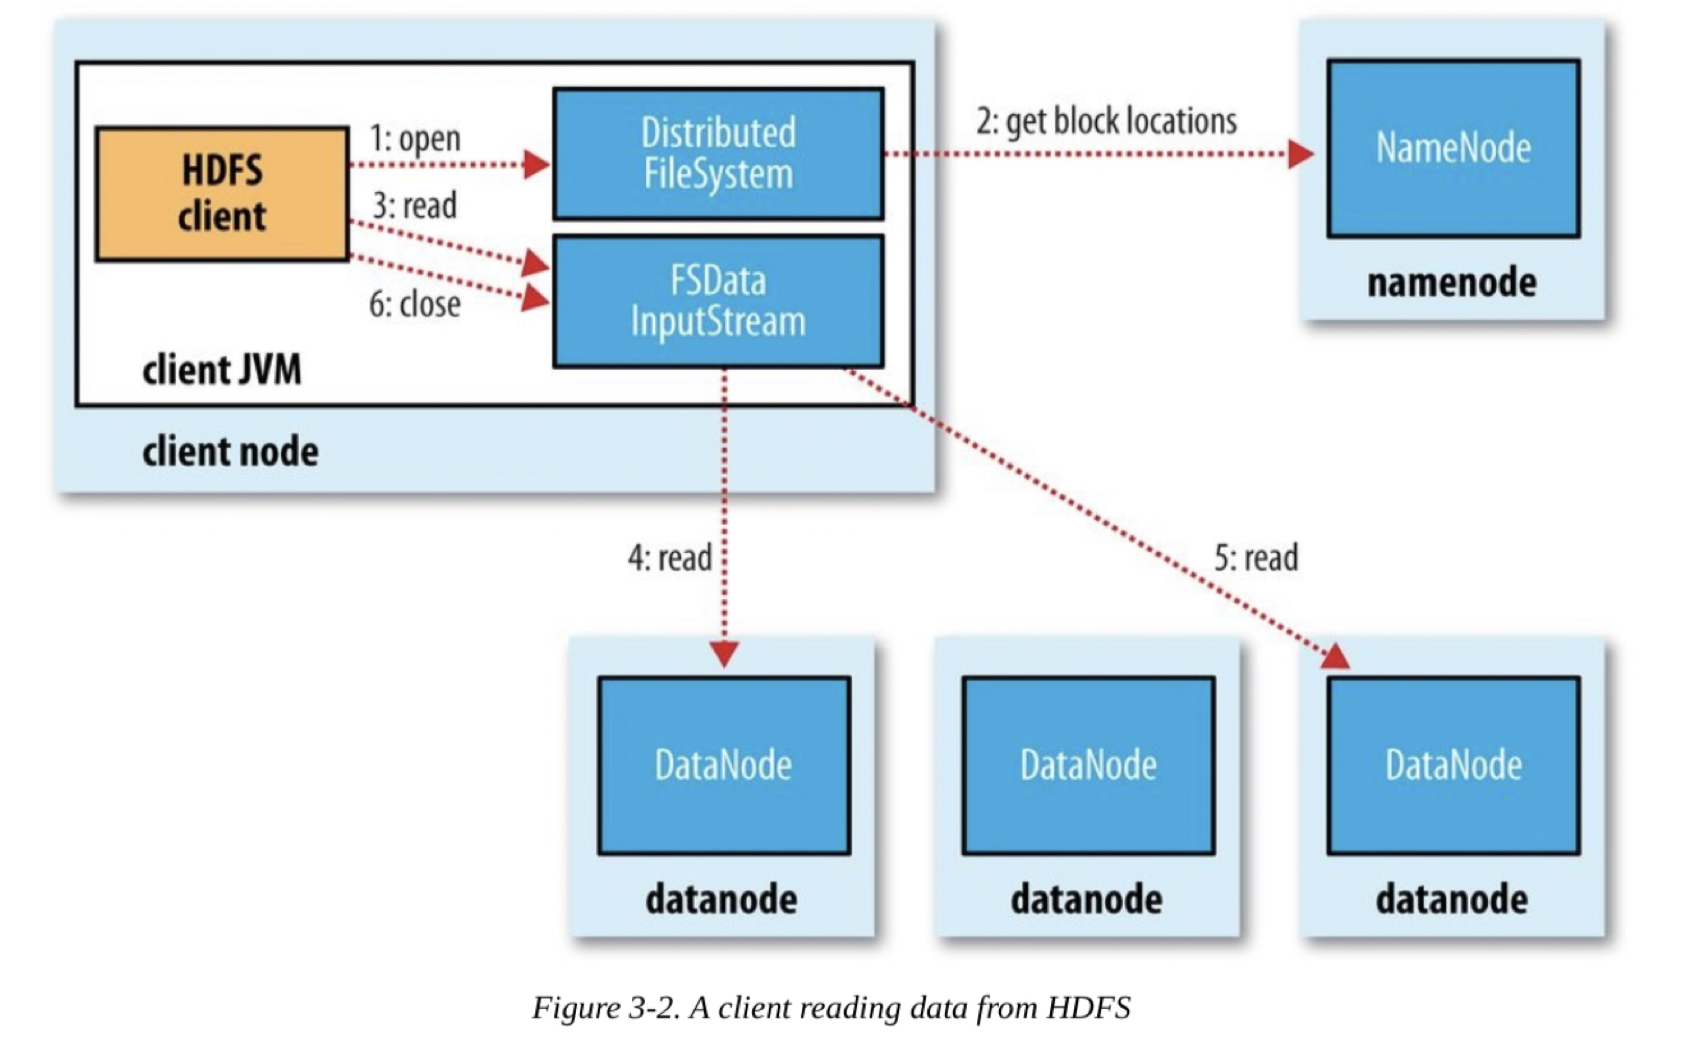 1: open
Distributed
FileSystem
2: get block locations
NameNode
namenode
HDFS
client
3: read
6: close
FSData
InputStream
client JVM
client node
4: read
5: read
DataNode
DataNode
DataNode
datanode
datanode
datanode
Figure 3-2. A client reading data from HDFS